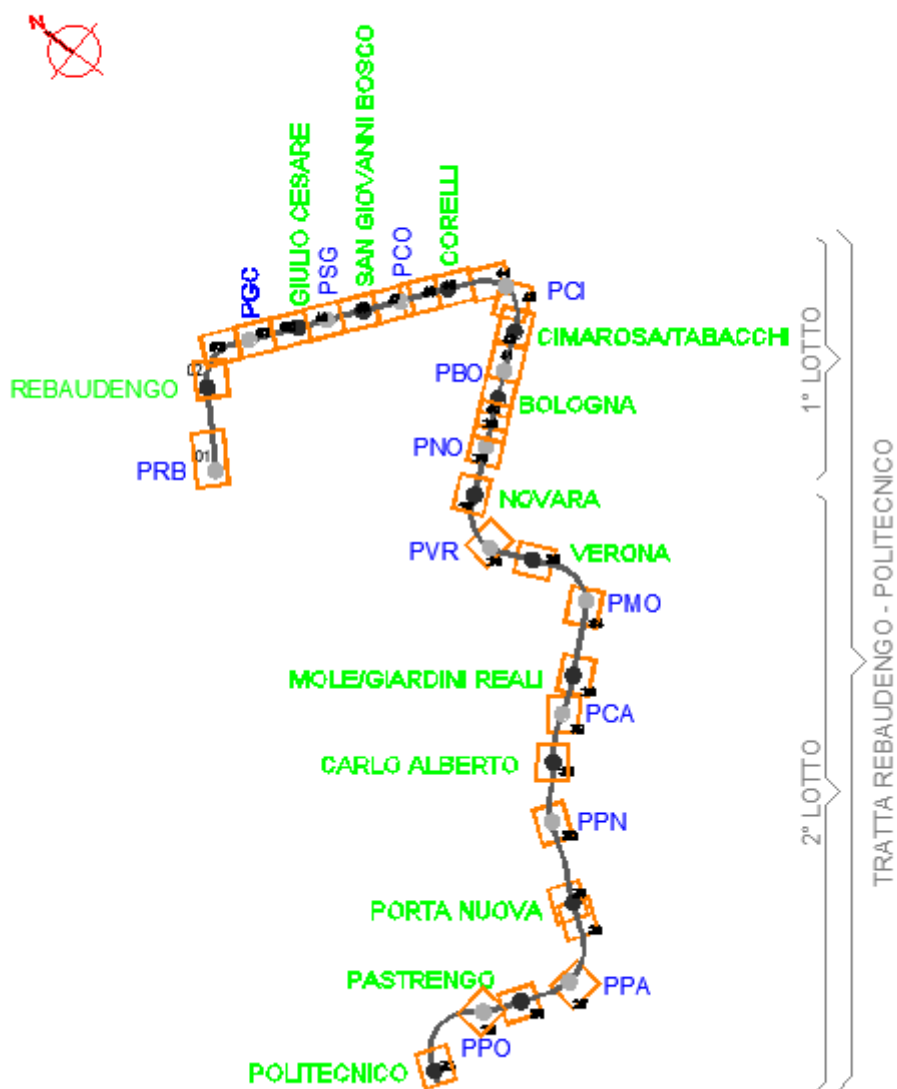 N
GIULIO CESARE
SAN GIOVANNI BOSCO
CORELLI
PGC
PSG
PCO
PCI
CIMAROSA/TABACCHI
PBO
BOLOGNA
02
REBAUDENGO
01
PRB
PNO
NOVARA
PVR
VERONA
PMO
MOLE/GIARDINI REALI
PCA
CARLO ALBERTO
PPN
PORTA NUOVA
PASTRENGO
PPA
PPO
POLITECNICO
1° LOTTO
2° LOTTO
TRATTA REBAUDENGO - POLITECNICO